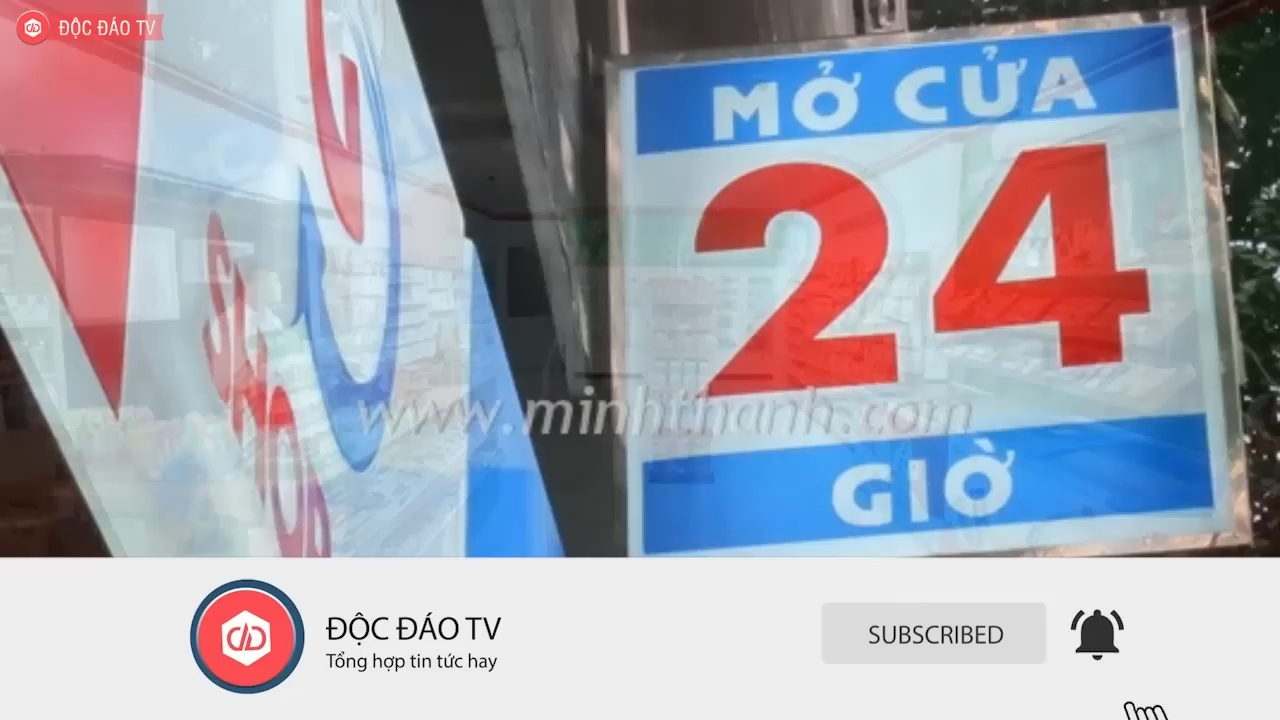 ĐỘC ĐÁO TV
MỞ CỬA
24
GIỜ
SHOP
www.minhthanh.com
ĐỘC ĐÁO TV
Tổng hợp tin tức hay
SUBSCRIBED